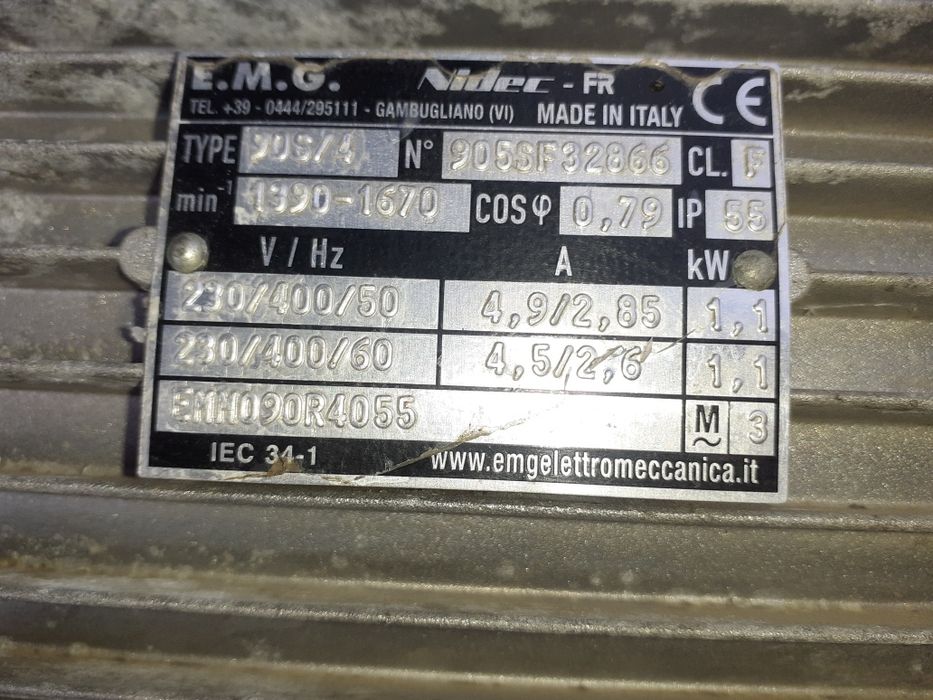 E.M.G. Nidec - FR CE
TEL. +39 - 0444/295111 - GAMBUGLIANO (VI) MADE IN ITALY
TYPE 90S/4 N° 905SF32866 CL. F
min-1 1390-1670 COSφ 0,79 IP 55
V / Hz A kW
230/400/50 4,9/2,85 1,1
230/400/60 4,5/2,6 1,1
EMM090R4055 M~ 3
IEC 34-1 www.emgelettromeccanica.it